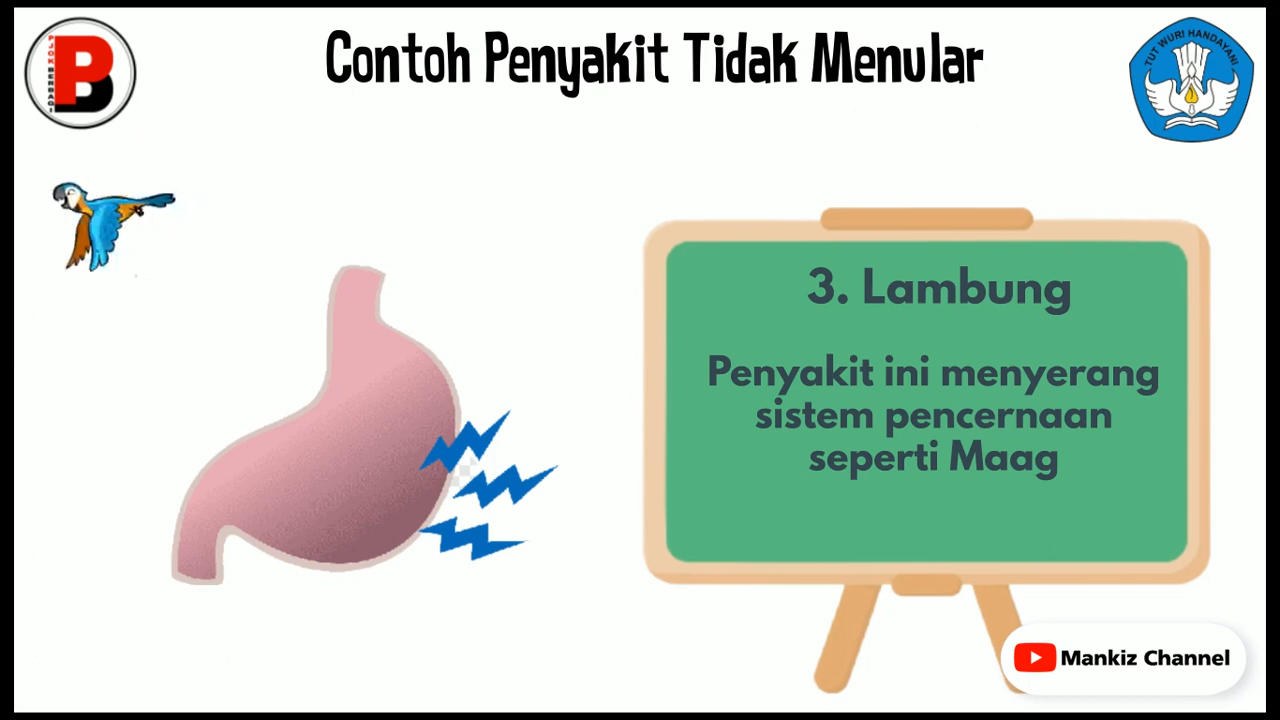 Contoh Penyakit Tidak Menular
TUT WURI HANDAYANI
3. Lambung
Penyakit ini menyerang
sistem pencernaan
seperti Maag
Mankiz Channel